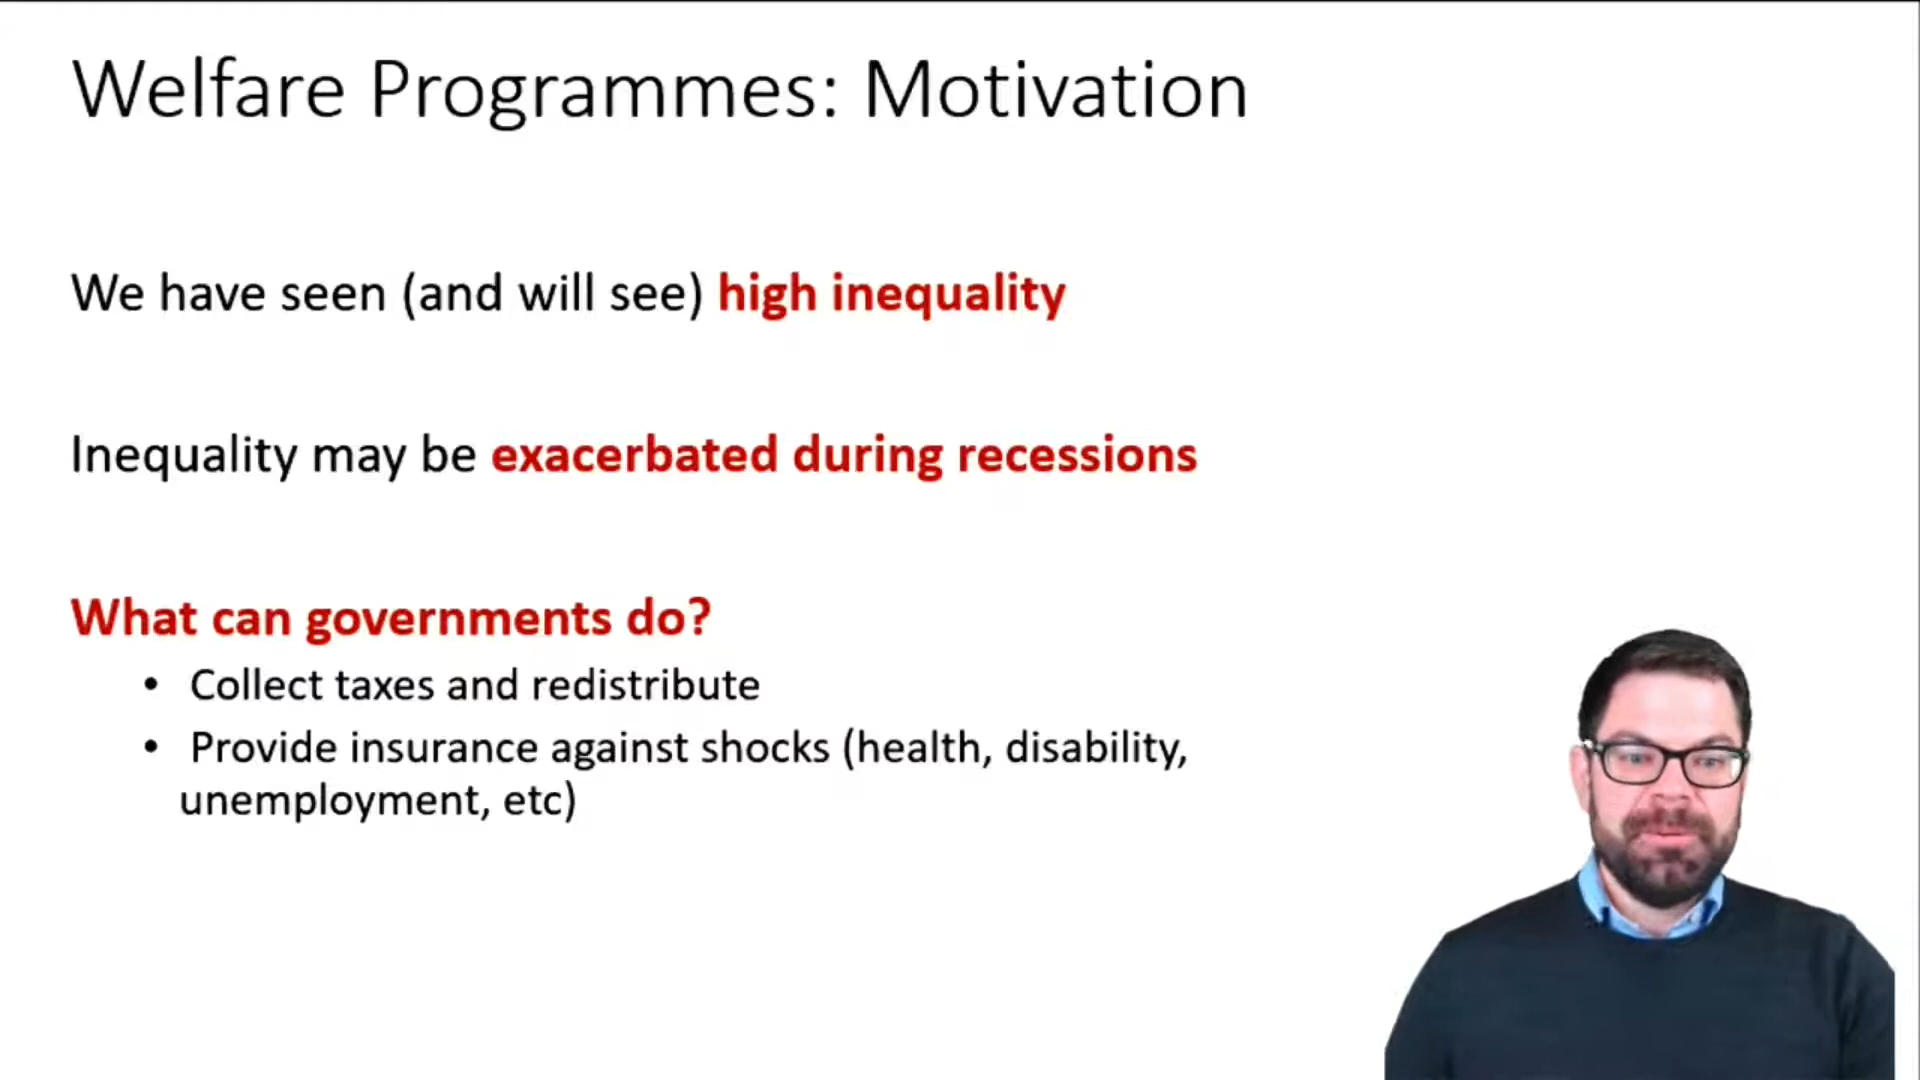 Welfare Programmes: Motivation
We have seen (and will see) high inequality
Inequality may be exacerbated during recessions
What can governments do?
• Collect taxes and redistribute
• Provide insurance against shocks (health, disability,
unemployment, etc)